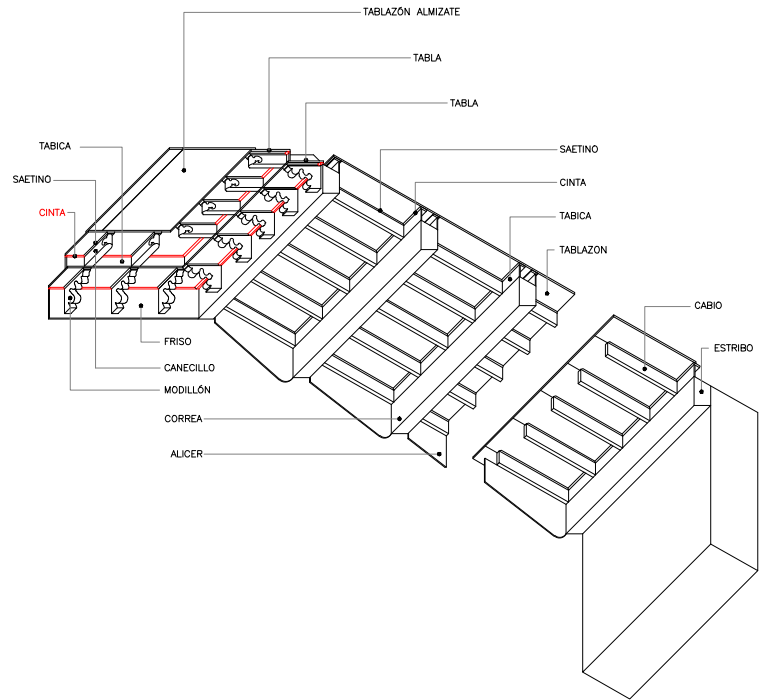 TABLAZÓN ALMIZATE
TABLA
TABLA
TABICA
SAETINO
SAETINO
CINTA
CINTA
TABICA
TABLAZON
CABIO
FRISO
ESTRIBO
CANECILLO
MODILLÓN
CORREA
ALICER